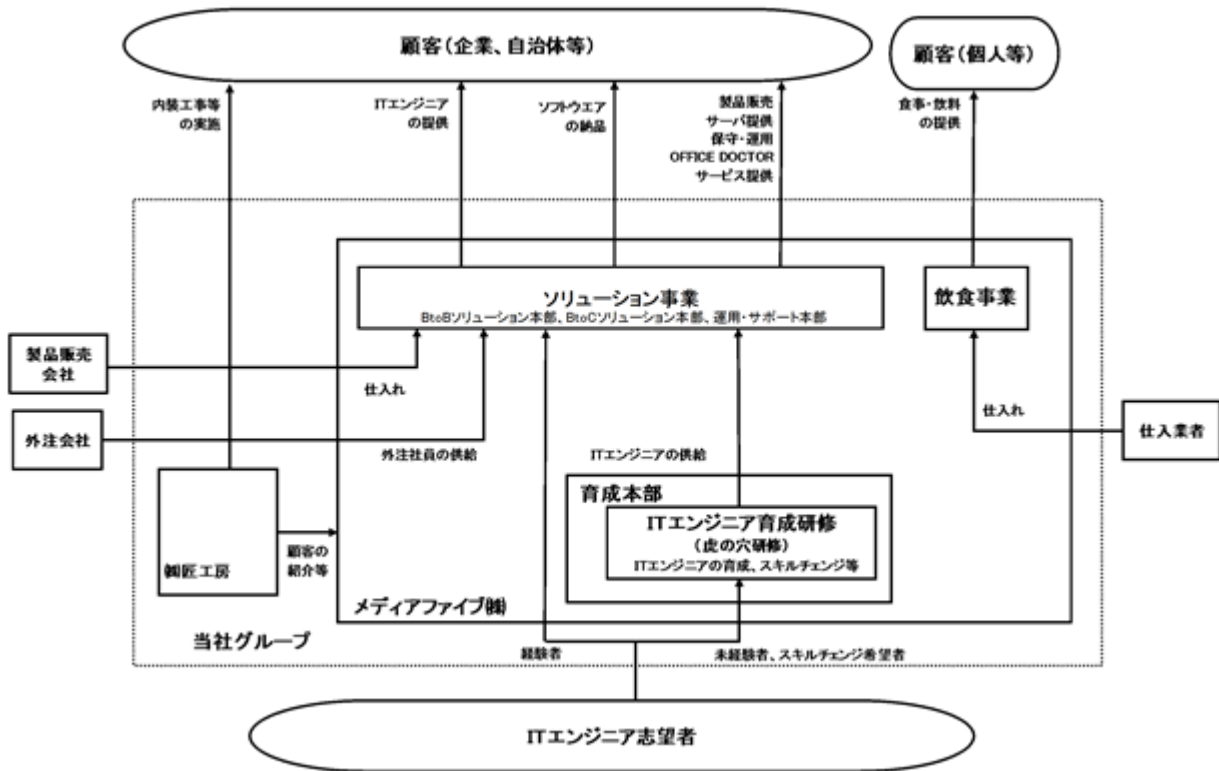 顧客(企業、自治体等)
顧客(個人等)
内装工事等
の実施
ITエンジニア
の提供
ソフトウエア
の納品
製品販売
サーバ提供
保守・運用
OFFICE DOCTOR
サービス提供
食事・飲料
の提供
ソリューション事業
BtoBソリューション本部、BtoCソリューション本部、運用・サポート本部
飲食事業
製品販売
会社
仕入れ
外注会社
外注社員の供給
ITエンジニアの供給
仕入れ
仕入業者
育成本部
ITエンジニア育成研修
(虎の穴研修)
ITエンジニアの育成、スキルチェンジ等
㈱匠工房
顧客の
紹介等
メディアファイブ㈱
当社グループ
経験者
未経験者、スキルチェンジ希望者
ITエンジニア志望者